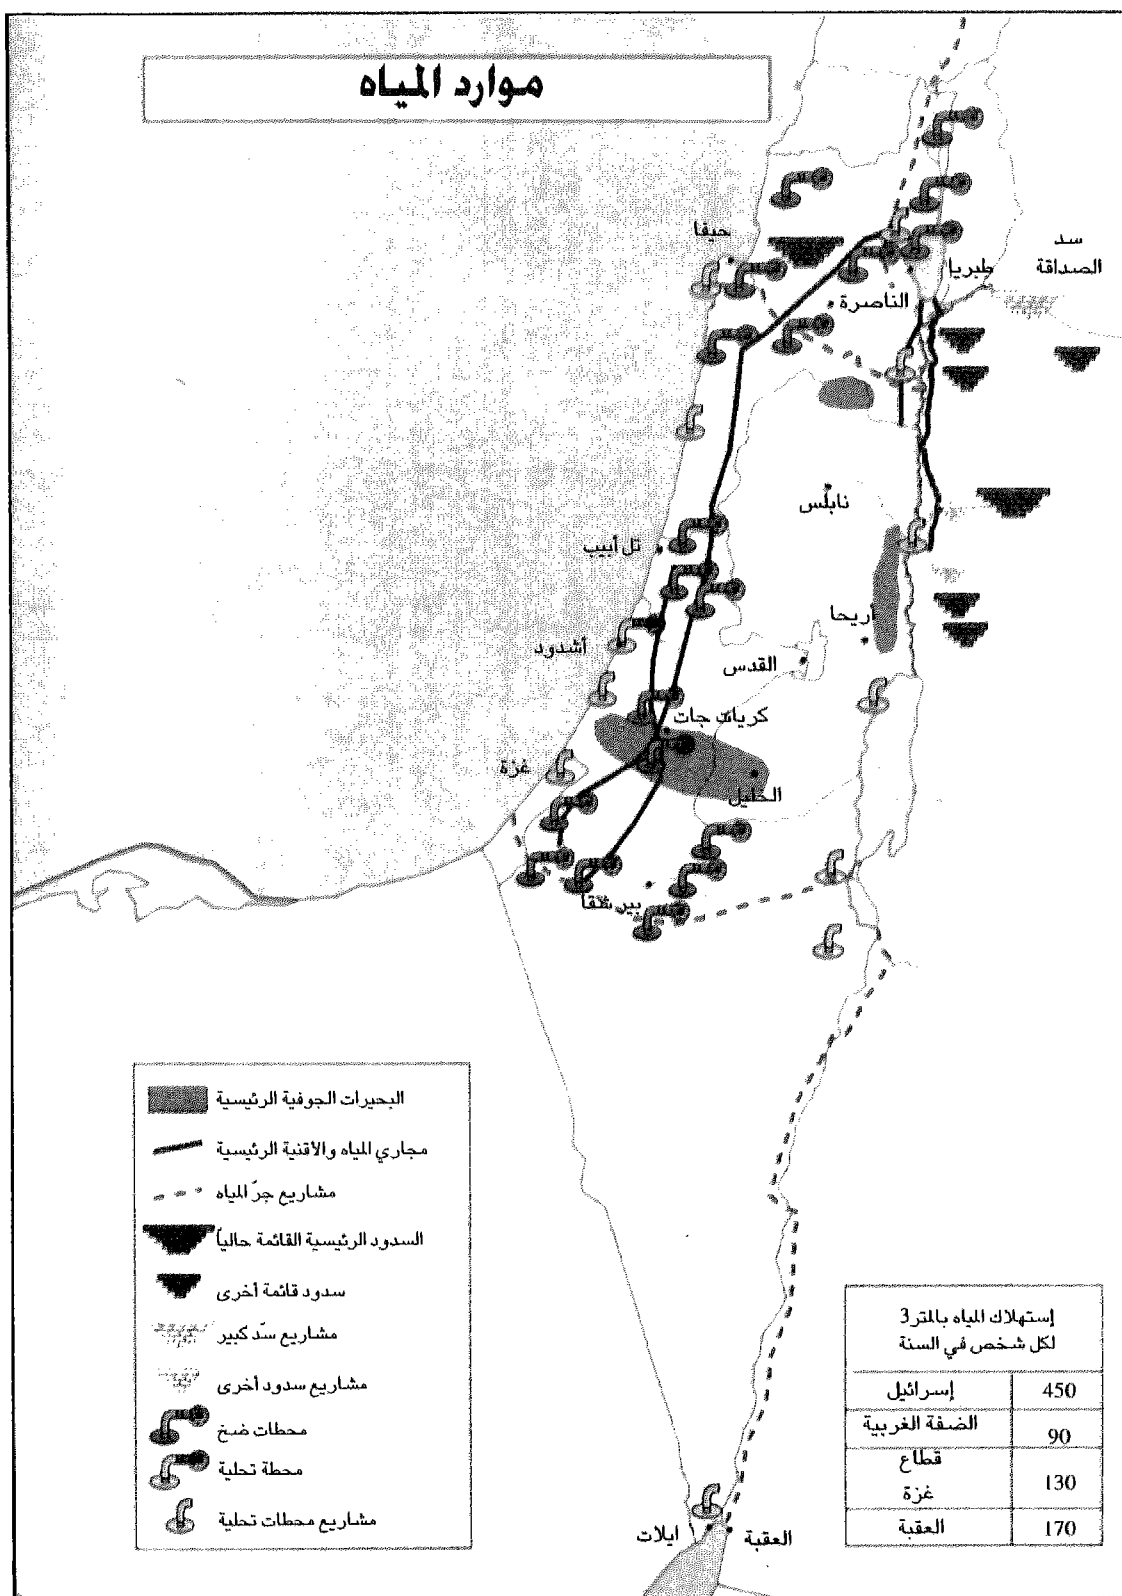 موارد المياه
حيفا
سد
الصداقة
طبريا
الناصرة
نابلس
تل أبيب
أريحا
أشدود
القدس
كريات جات
غزة
الخليل
بير شقا
البحيرات الجوفية الرئيسية
مجاري المياه والأقنية الرئيسية
مشاريع جرّ المياه
السدود الرئيسية القائمة حالياً
سدود قائمة أخرى
مشاريع سدّ كبير
مشاريع سدود أخرى
محطات ضخ
محطة تحلية
مشاريع محطات تحلية
إستهلاك المياه بالمتر3
لكل شخص في السنة
إسرائيل 450
الضفة الغربية 90
قطاع
غزة 130
العقبة 170
ايلات
العقبة